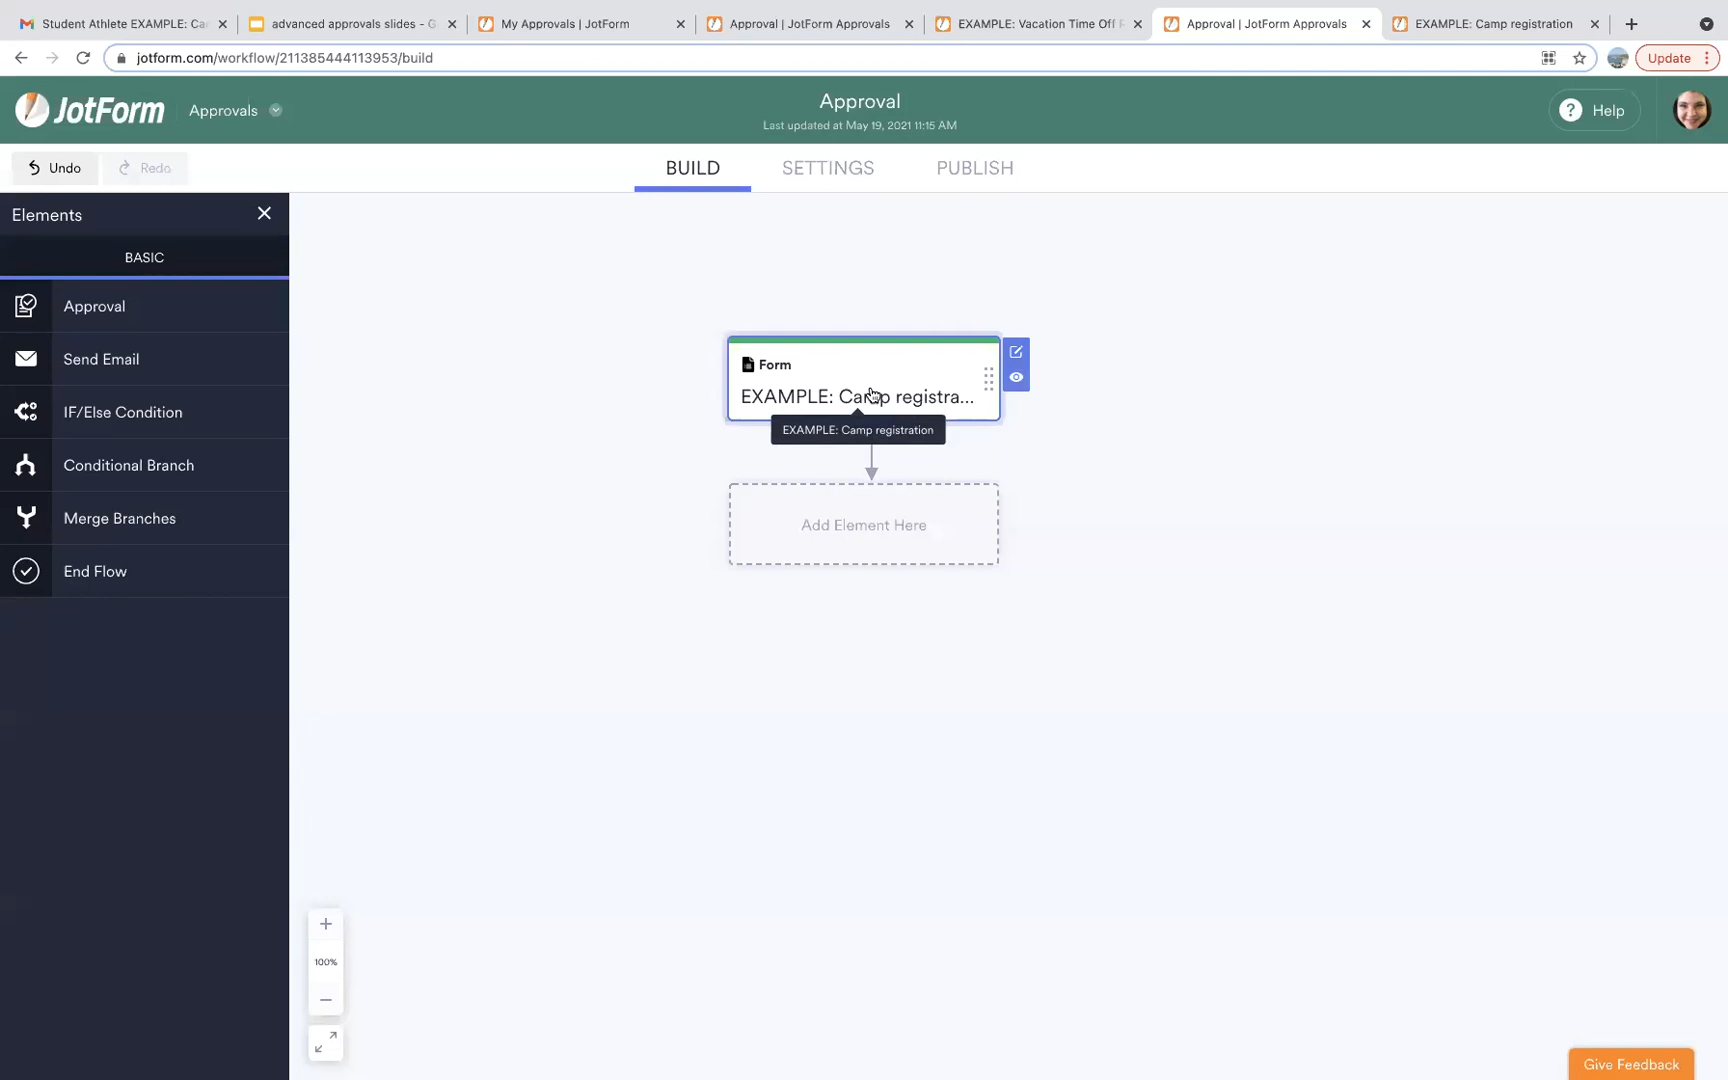 Student Athlete EXAMPLE: Ca
advanced approvals slides - G
My Approvals | JotForm
Approval | JotForm Approvals
EXAMPLE: Vacation Time Off R
Approval | JotForm Approvals
EXAMPLE: Camp registration
jotform.com/workflow/211385444113953/build
Update
JotForm
Approvals
Approval
Last updated at May 19, 2021 11:15 AM
Help
Undo
Redo
BUILD
SETTINGS
PUBLISH
Elements
BASIC
Approval
Send Email
IF/Else Condition
Conditional Branch
Merge Branches
End Flow
Form
EXAMPLE: Camp registra...
EXAMPLE: Camp registration
Add Element Here
100%
Give Feedback